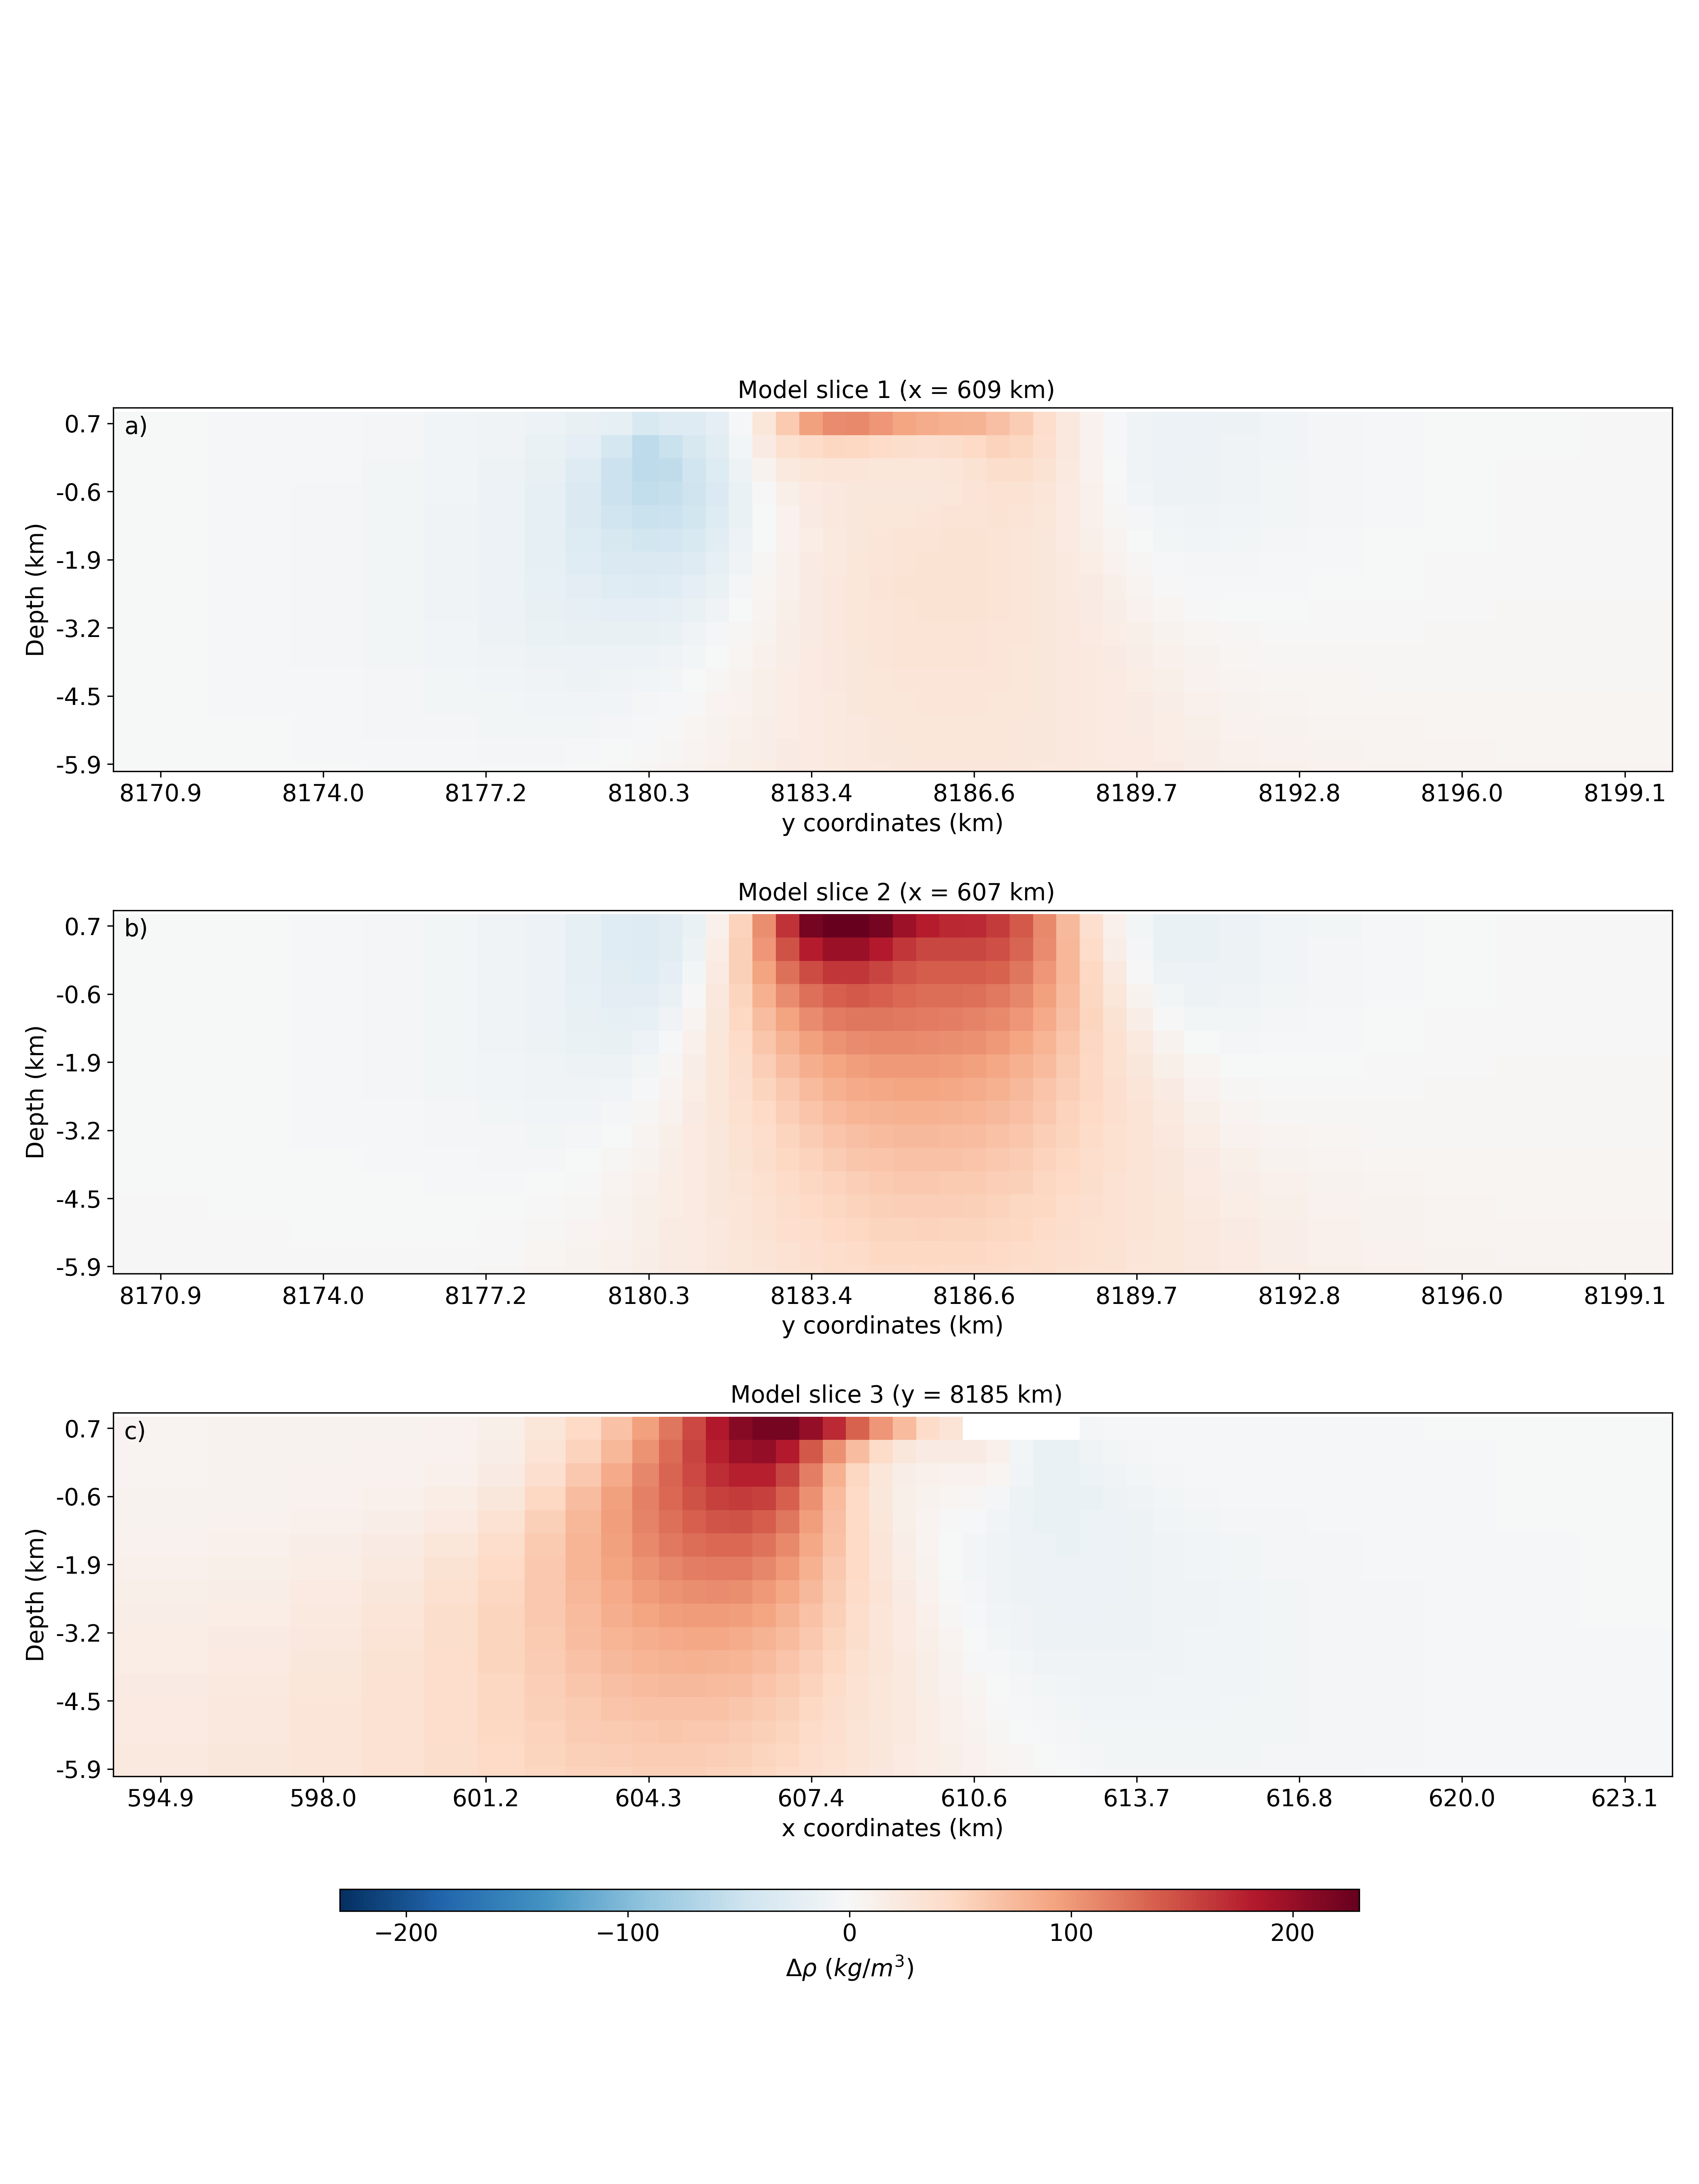 Model slice 1 (x = 609 km)
a)
0.7
-0.6
-1.9
-3.2
-4.5
-5.9
Depth (km)
8170.9 8174.0 8177.2 8180.3 8183.4 8186.6 8189.7 8192.8 8196.0 8199.1
y coordinates (km)
Model slice 2 (x = 607 km)
b)
0.7
-0.6
-1.9
-3.2
-4.5
-5.9
Depth (km)
8170.9 8174.0 8177.2 8180.3 8183.4 8186.6 8189.7 8192.8 8196.0 8199.1
y coordinates (km)
Model slice 3 (y = 8185 km)
c)
0.7
-0.6
-1.9
-3.2
-4.5
-5.9
Depth (km)
594.9 598.0 601.2 604.3 607.4 610.6 613.7 616.8 620.0 623.1
x coordinates (km)
−200 −100 0 100 200
Δρ (kg/m³)